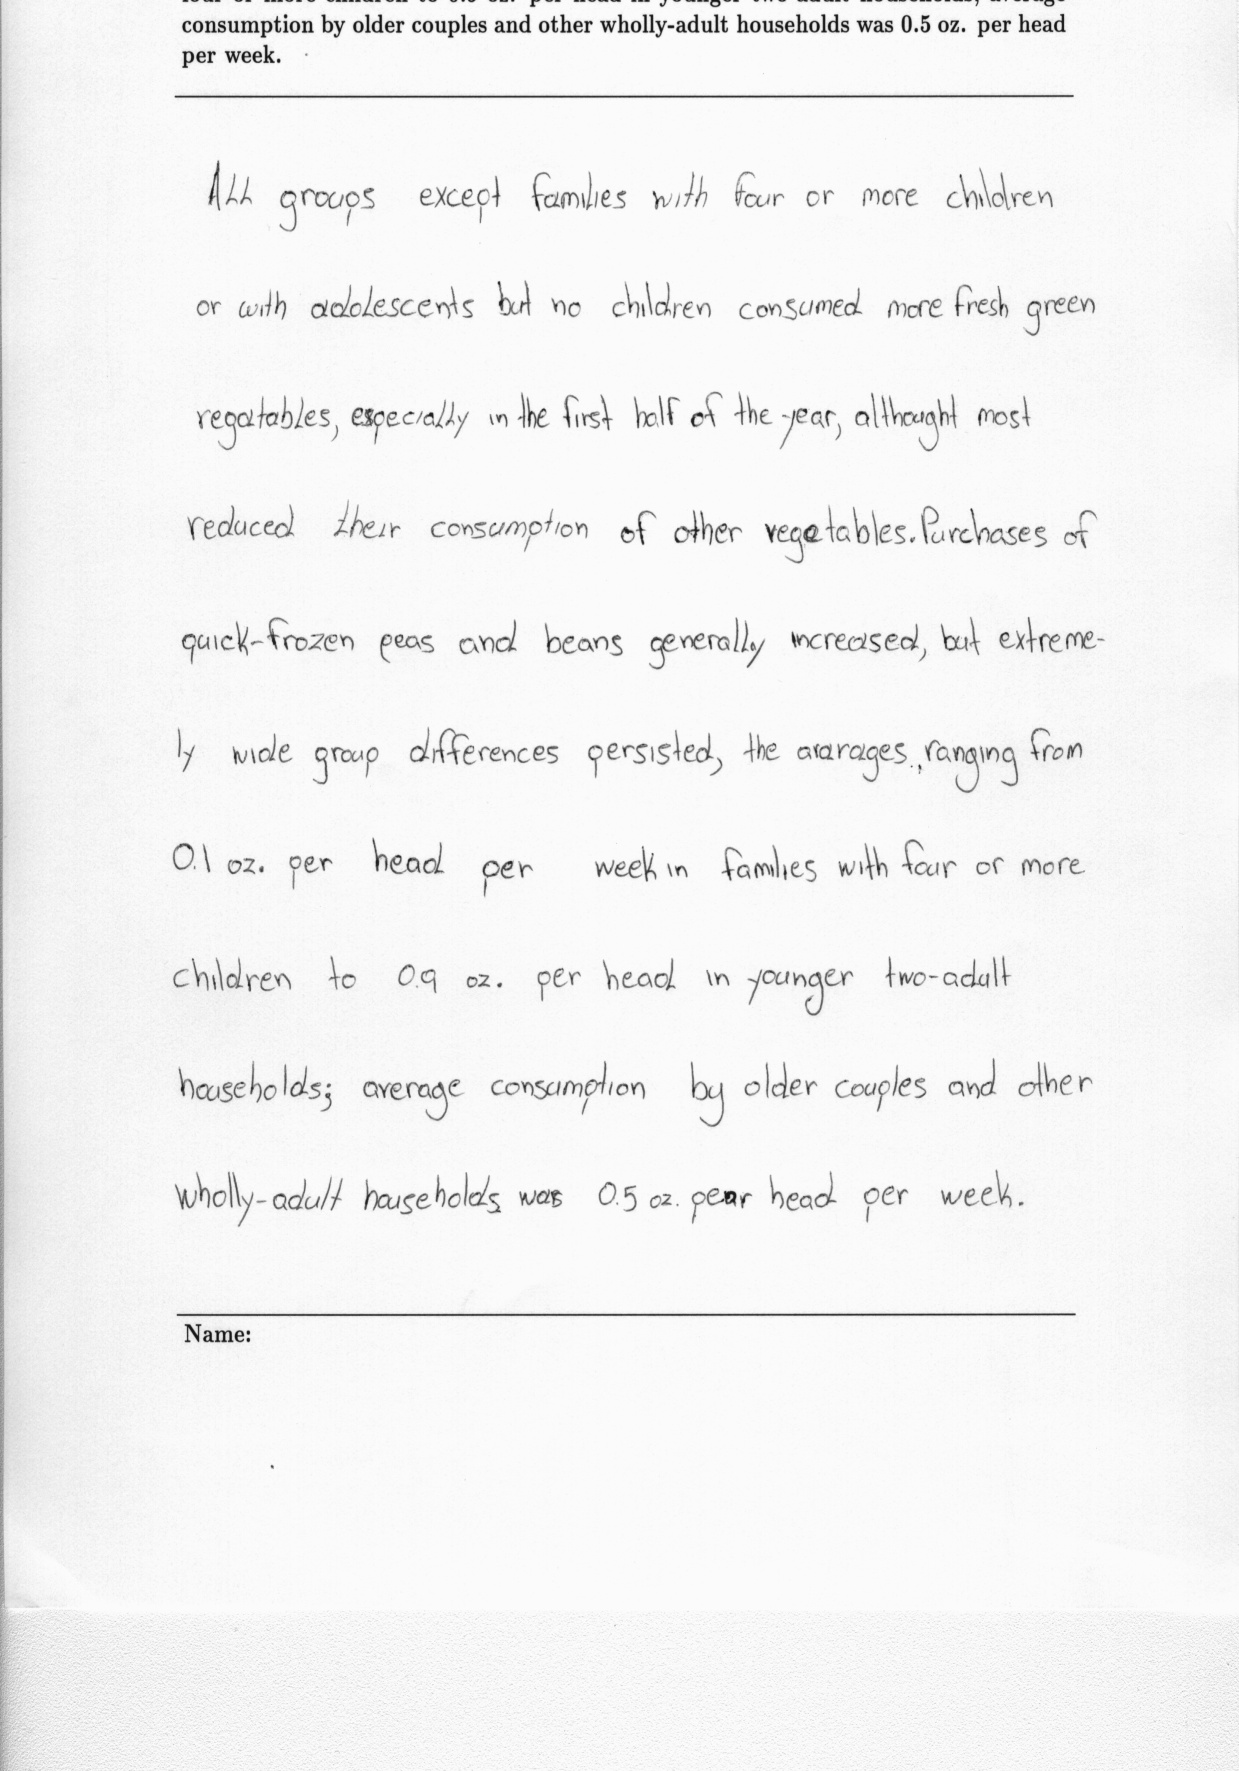 consumption by older couples and other wholly-adult households was 0.5 oz. per head
per week.
All groups except families with four or more children
or with adolescents but no children consumed more fresh green
vegatables, especially in the first half of the year, althought most
reduced their consumption of other vegetables. Purchases of
quick-frozen peas and beans generally increased, but extreme-
ly wide group differences persisted, the avarages, ranging from
0.1 oz. per head per week in families with four or more
children to 0.9 oz. per head in younger two-adult
households; average consumption by older couples and other
wholly-adult households was 0.5 oz. per head per week.
Name: